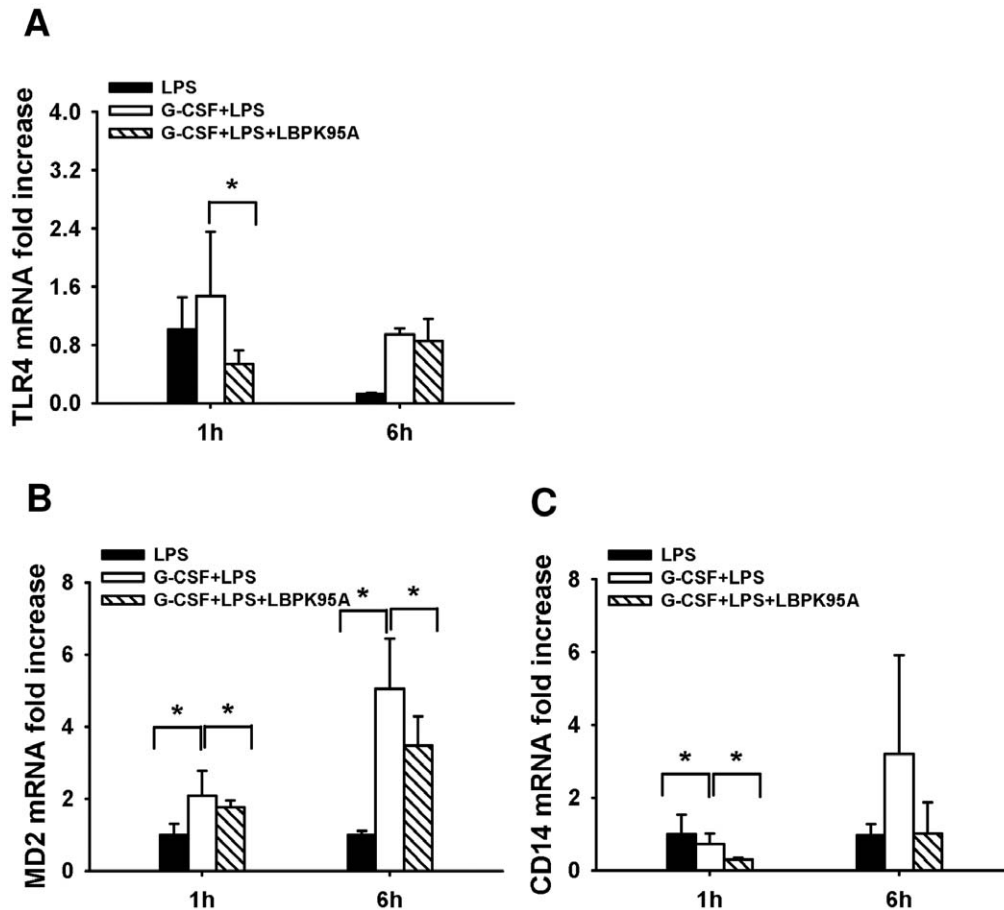 A
LPS
G-CSF+LPS
G-CSF+LPS+LBPK95A
TLR4 mRNA fold increase
4.0
3.2
2.4
1.6
0.8
0.0
*
1h
6h
B
LPS
G-CSF+LPS
G-CSF+LPS+LBPK95A
MD2 mRNA fold increase
8
6
4
2
0
*
*
*
*
1h
6h
C
LPS
G-CSF+LPS
G-CSF+LPS+LBPK95A
CD14 mRNA fold increase
8
6
4
2
0
*
*
1h
6h